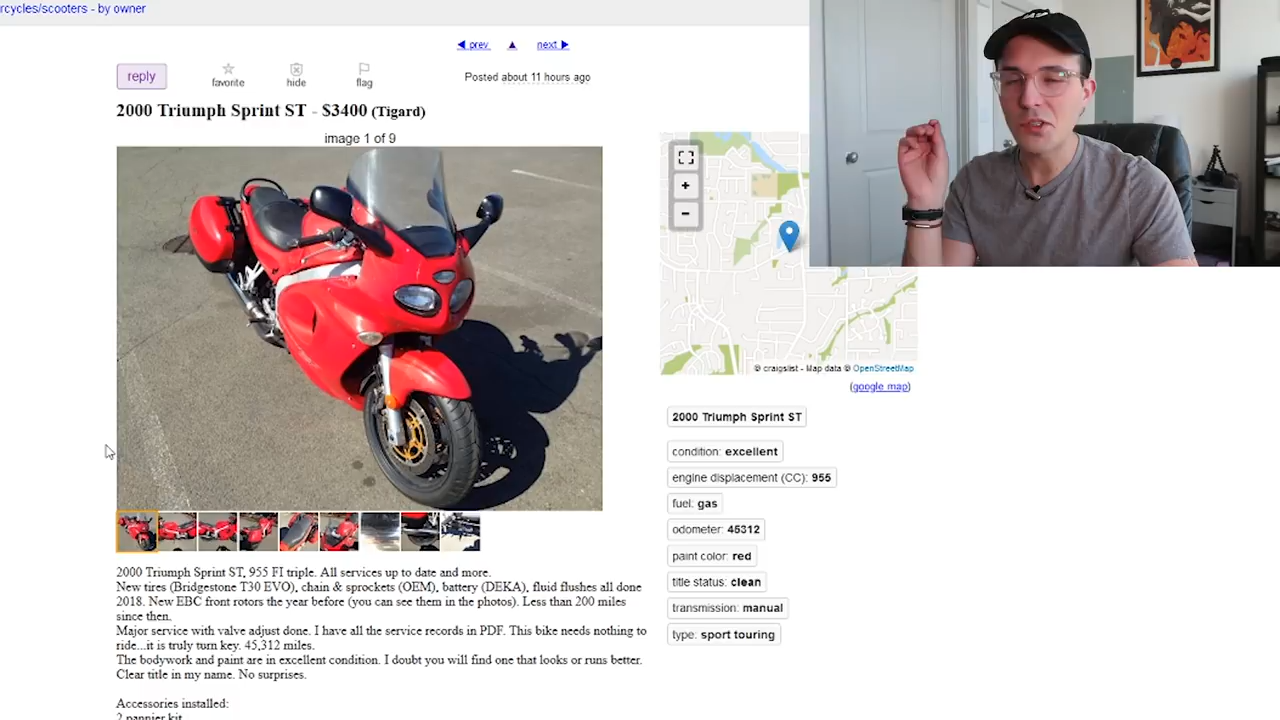 rcycles/scooters - by owner
◀ prev ▲ next ▶
reply
favorite
hide
flag
Posted about 11 hours ago
2000 Triumph Sprint ST - $3400 (Tigard)
image 1 of 9
+
-
© craigslist - Map data © OpenStreetMap
(google map)
2000 Triumph Sprint ST
condition: excellent
engine displacement (CC): 955
fuel: gas
odometer: 45312
paint color: red
title status: clean
transmission: manual
type: sport touring
2000 Triumph Sprint ST, 955 FI triple. All services up to date and more.
New tires (Bridgestone T30 EVO), chain & sprockets (OEM), battery (DEKA), fluid flushes all done
2018. New EBC front rotors the year before (you can see them in the photos). Less than 200 miles
since then.
Major service with valve adjust done. I have all the service records in PDF. This bike needs nothing to
ride...it is truly turn key. 45,312 miles.
The bodywork and paint are in excellent condition. I doubt you will find one that looks or runs better.
Clear title in my name. No surprises.
Accessories installed:
2 pannier kit